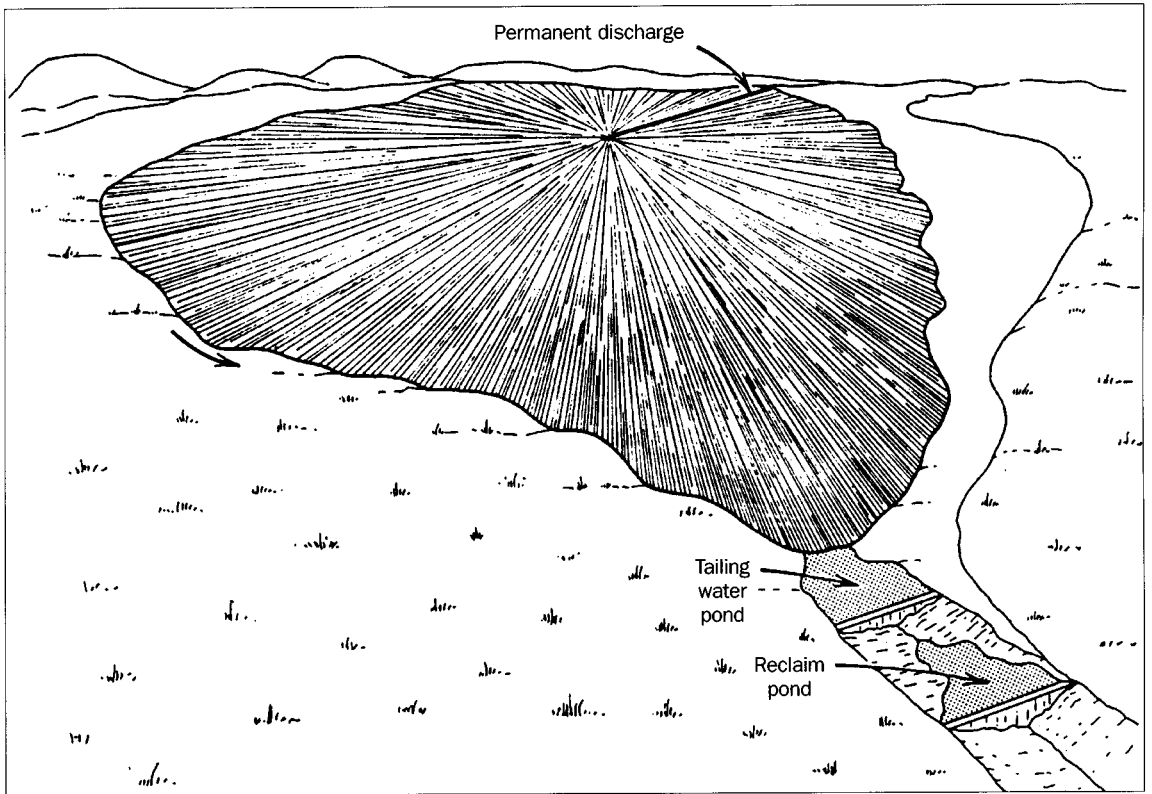 Permanent discharge
Tailing
water
pond
Reclaim
pond